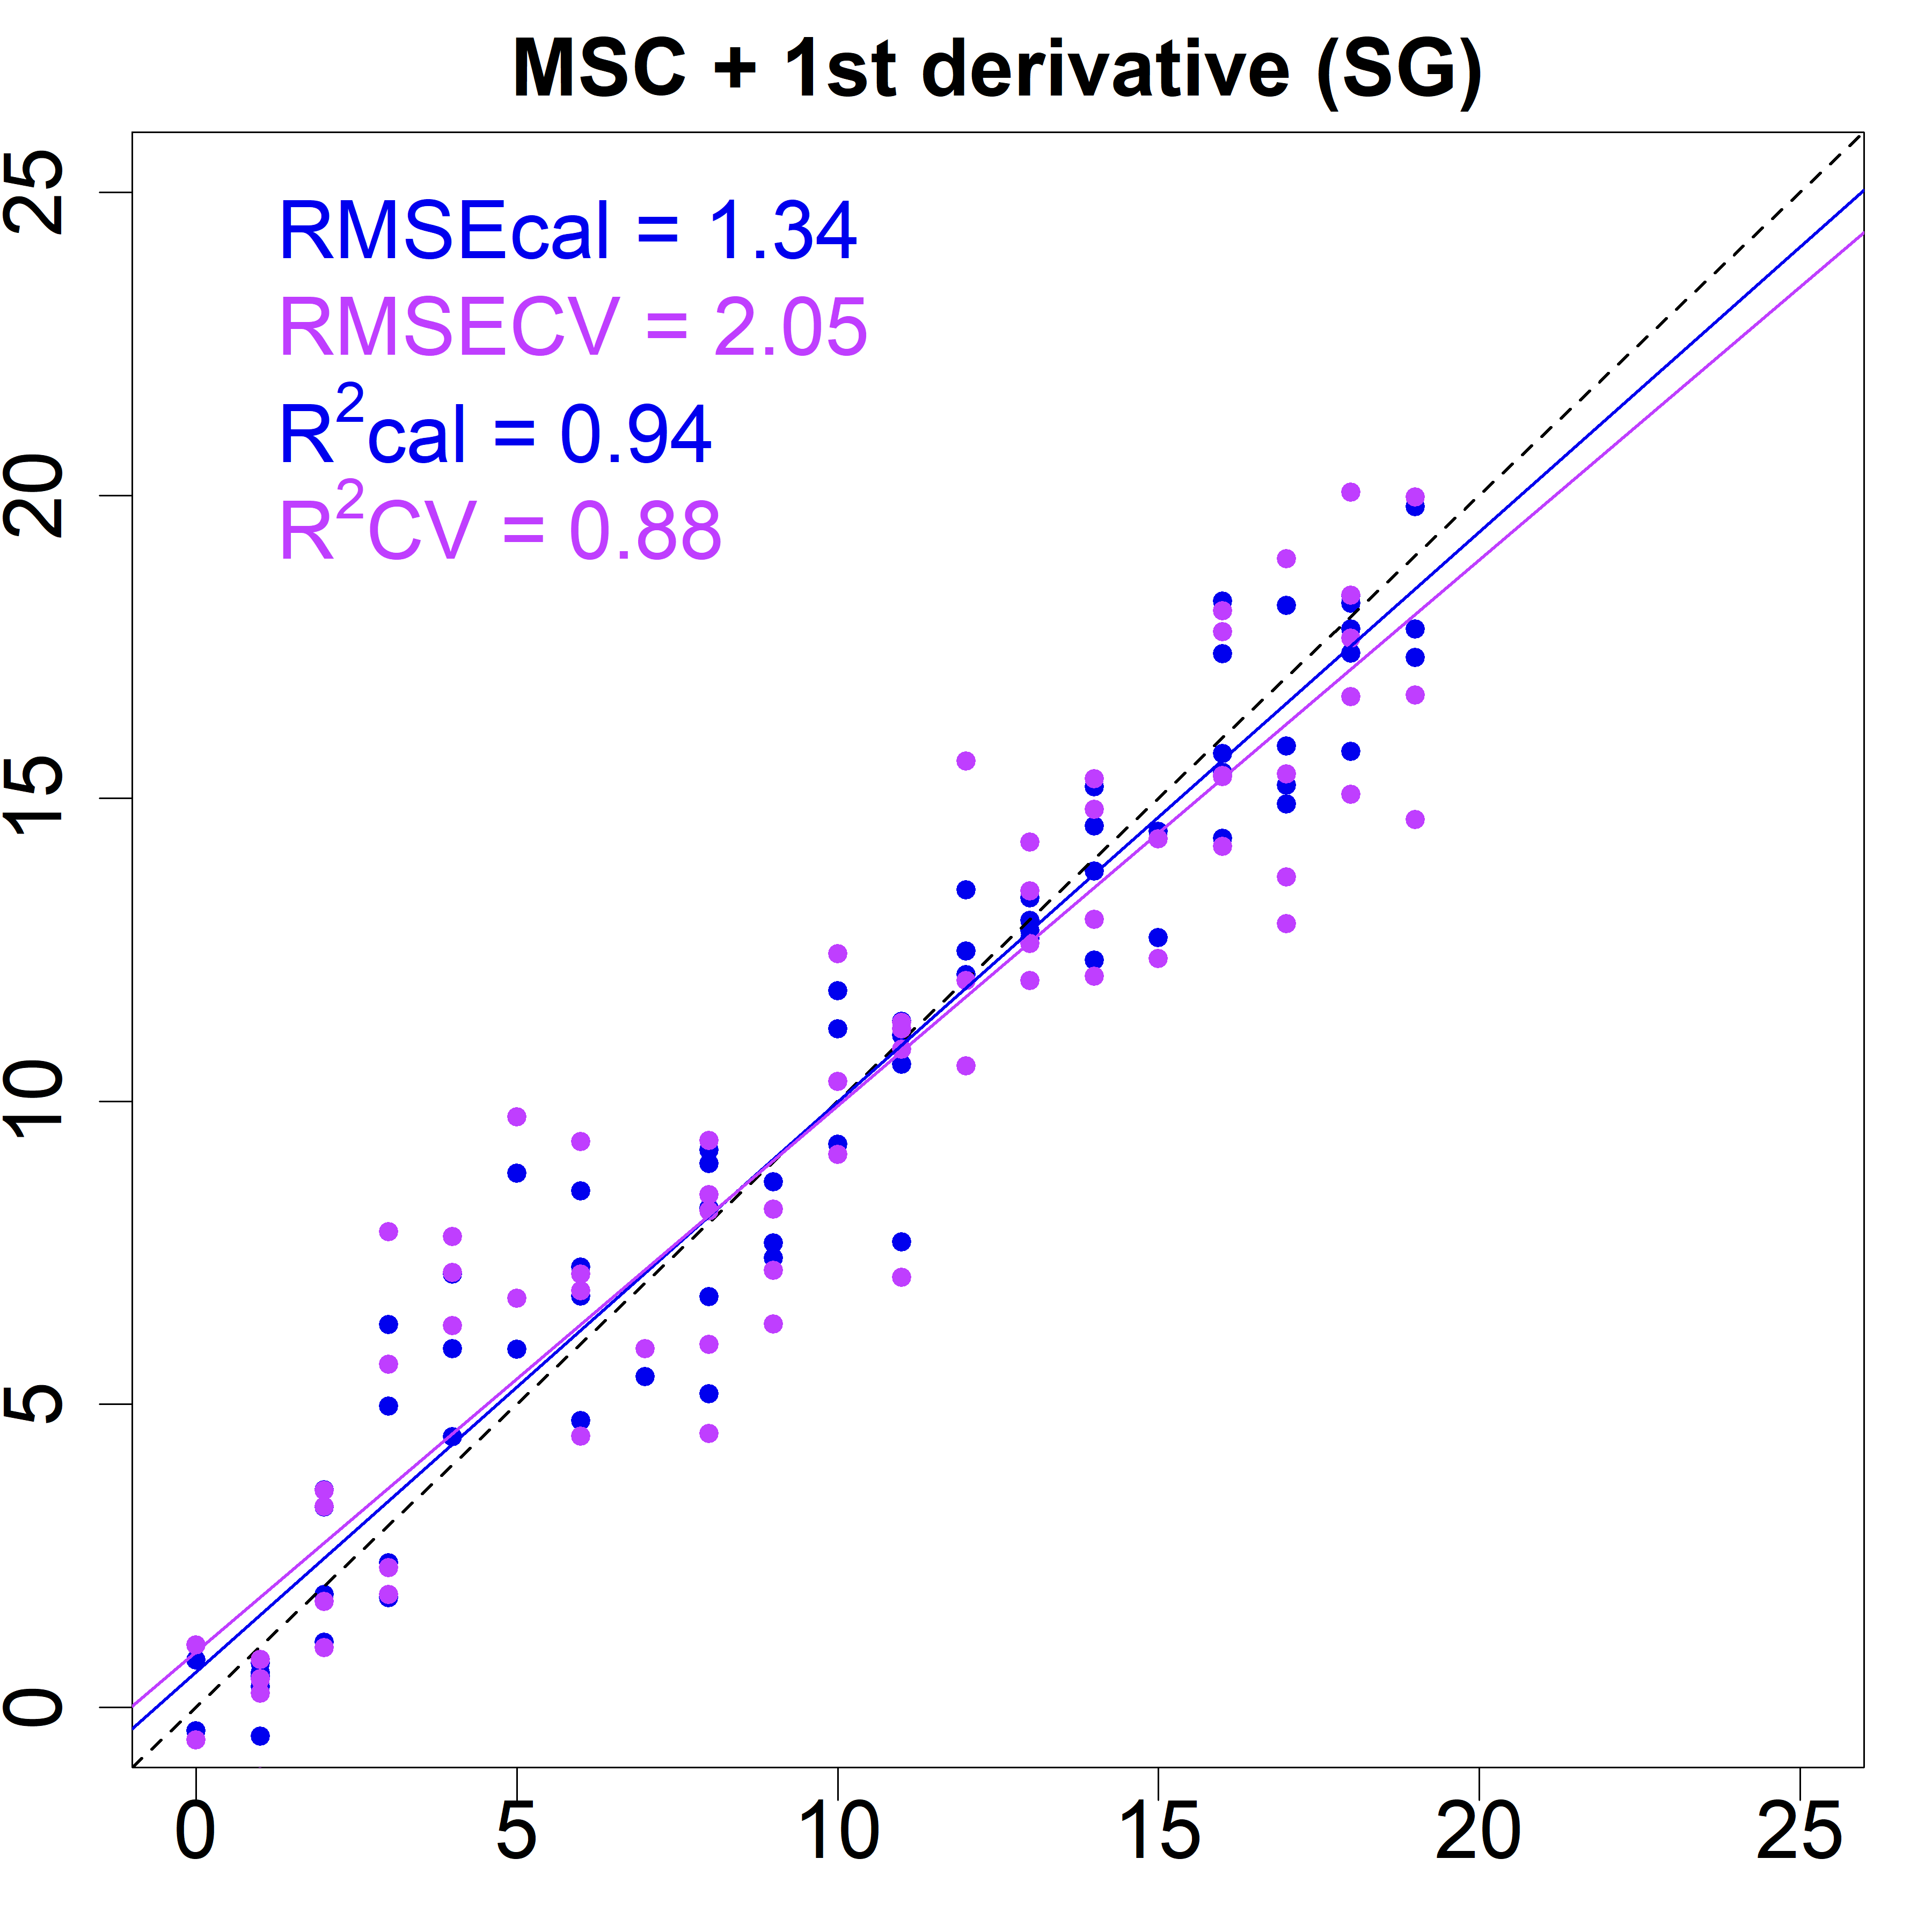 MSC + 1st derivative (SG)
RMSEcal = 1.34
RMSECV = 2.05
R²cal = 0.94
R²CV = 0.88
25
20
15
10
5
0
0 5 10 15 20 25